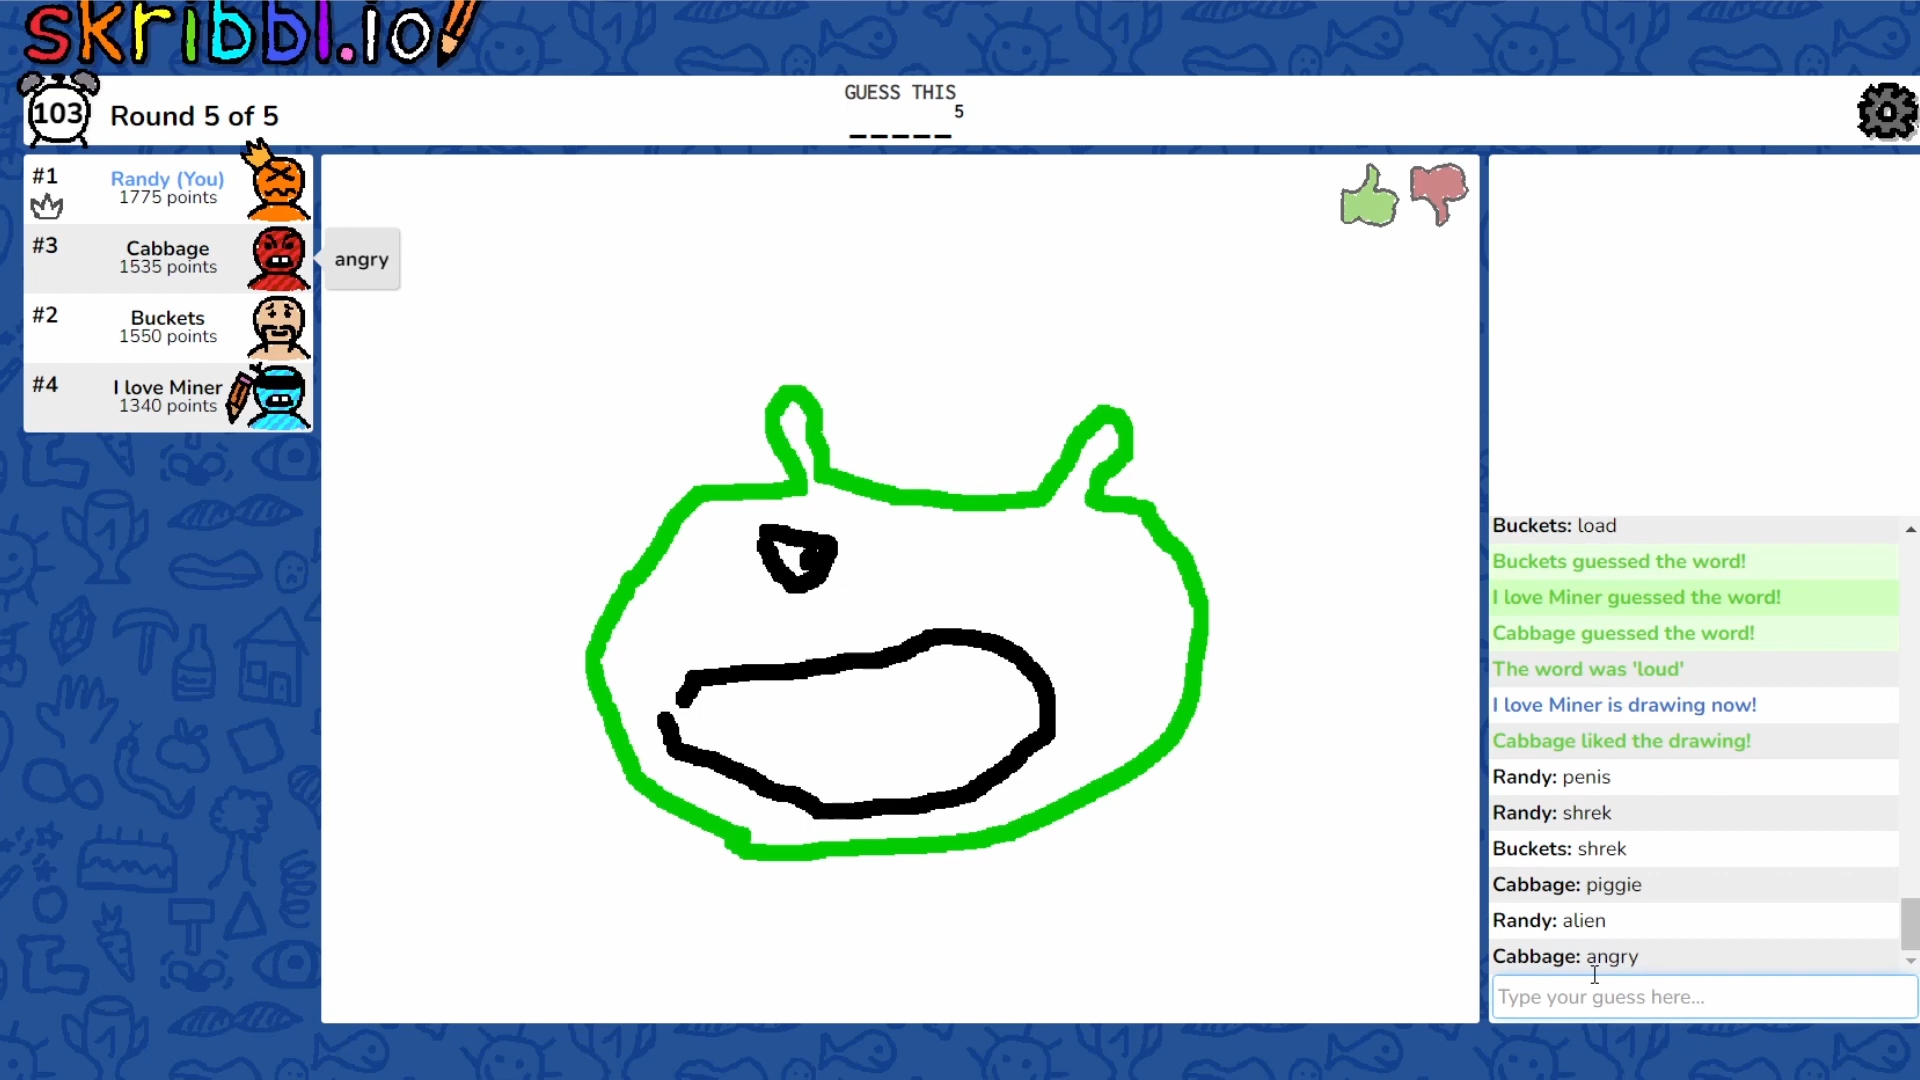 skribbl.io
103
Round 5 of 5
GUESS THIS
5
_____
#1
Randy (You)
1775 points
#3
Cabbage
1535 points
angry
#2
Buckets
1550 points
#4
I love Miner
1340 points
Buckets: load
Buckets guessed the word!
I love Miner guessed the word!
Cabbage guessed the word!
The word was 'loud'
I love Miner is drawing now!
Cabbage liked the drawing!
Randy: penis
Randy: shrek
Buckets: shrek
Cabbage: piggie
Randy: alien
Cabbage: angry
Type your guess here...